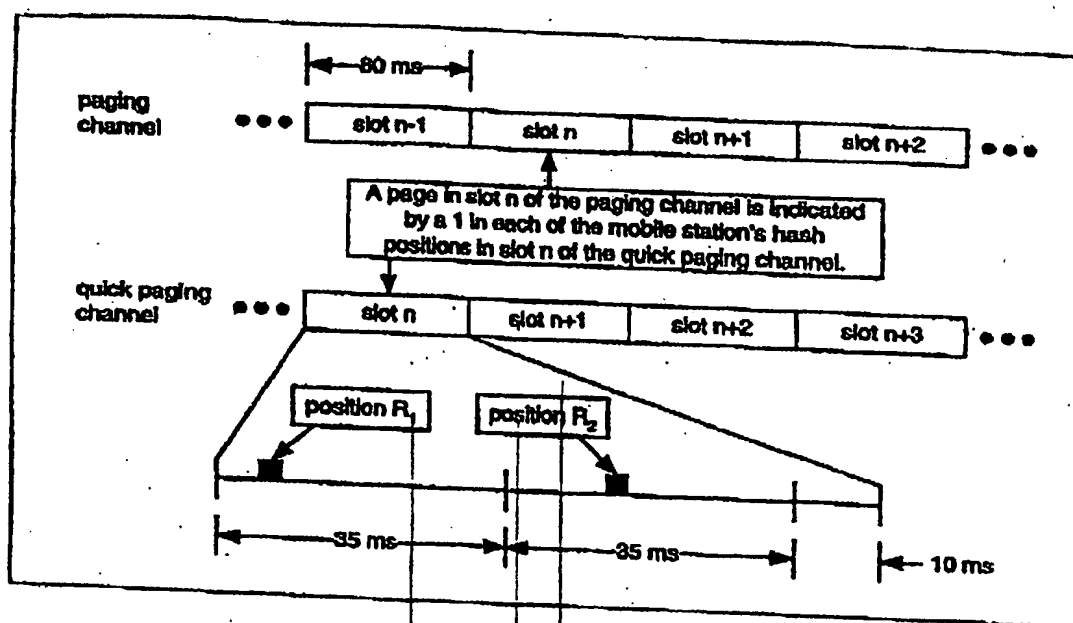 80 ms
paging
channel
slot n-1
slot n
slot n+1
slot n+2
A page in slot n of the paging channel is indicated
by a 1 in each of the mobile station's hash
positions in slot n of the quick paging channel.
quick paging
channel
slot n
slot n+1
slot n+2
slot n+3
position R1
position R2
35 ms
35 ms
10 ms